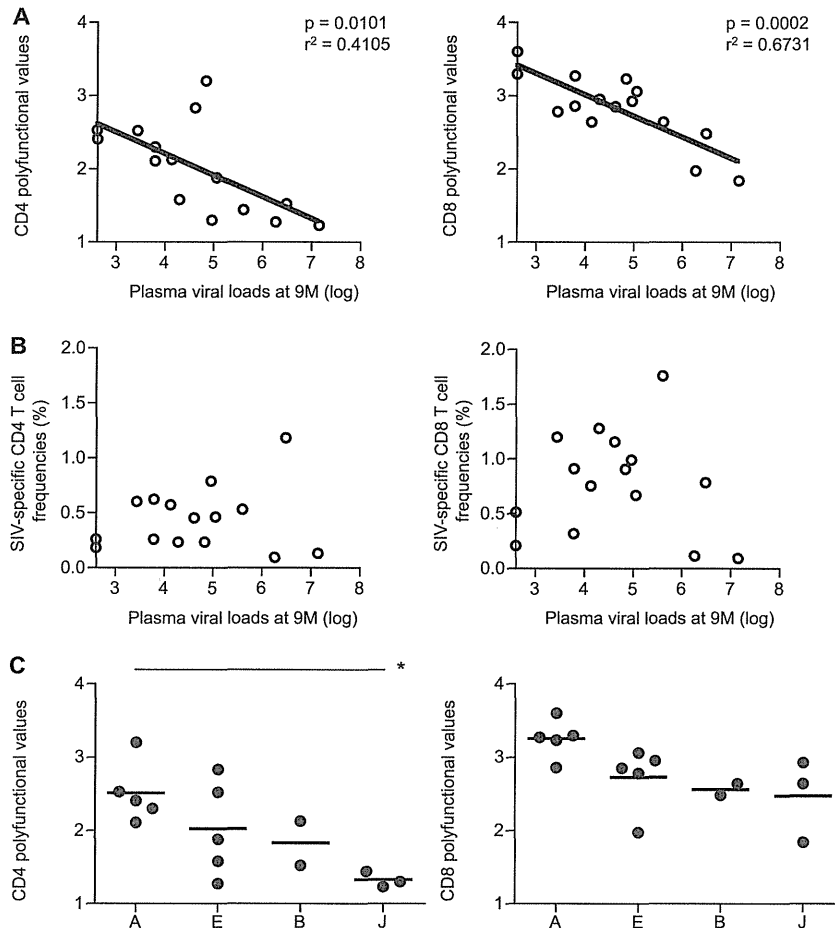 A
p = 0.0101
r² = 0.4105
CD4 polyfunctional values
4
3
2
1
3 4 5 6 7 8
Plasma viral loads at 9M (log)
p = 0.0002
r² = 0.6731
CD8 polyfunctional values
4
3
2
1
3 4 5 6 7 8
Plasma viral loads at 9M (log)
B
SIV-specific CD4 T cell
frequencies (%)
2.0
1.5
1.0
0.5
0.0
3 4 5 6 7 8
Plasma viral loads at 9M (log)
SIV-specific CD8 T cell
frequencies (%)
2.0
1.5
1.0
0.5
0.0
3 4 5 6 7 8
Plasma viral loads at 9M (log)
C
*
CD4 polyfunctional values
4
3
2
1
A E B J
CD8 polyfunctional values
4
3
2
1
A E B J